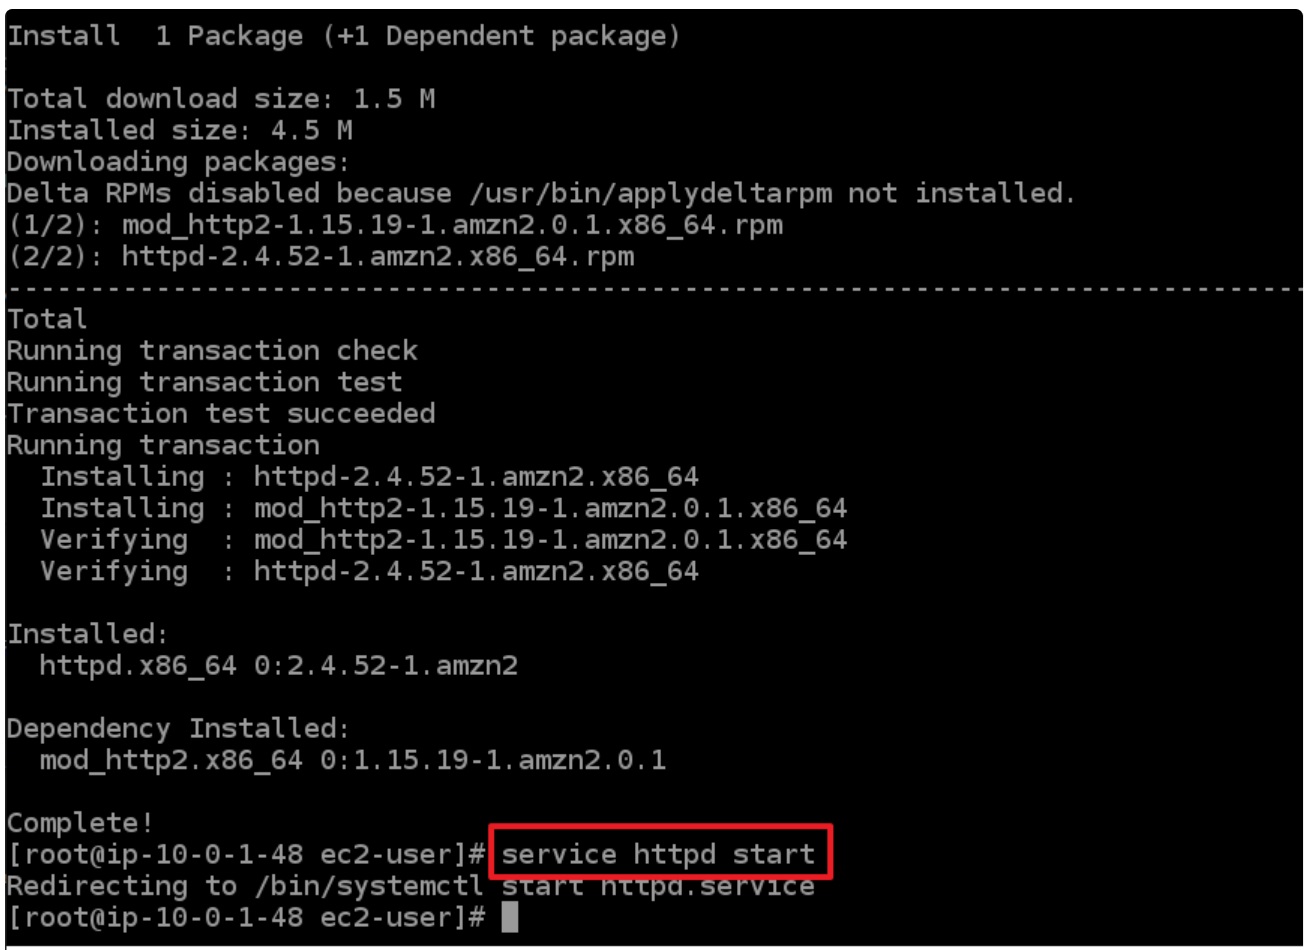 Install  1 Package (+1 Dependent package)
Total download size: 1.5 M
Installed size: 4.5 M
Downloading packages:
Delta RPMs disabled because /usr/bin/applydeltarpm not installed.
(1/2): mod_http2-1.15.19-1.amzn2.0.1.x86_64.rpm
(2/2): httpd-2.4.52-1.amzn2.x86_64.rpm
--------------------------------------------------------------------------------
Total
Running transaction check
Running transaction test
Transaction test succeeded
Running transaction
  Installing : httpd-2.4.52-1.amzn2.x86_64
  Installing : mod_http2-1.15.19-1.amzn2.0.1.x86_64
  Verifying  : mod_http2-1.15.19-1.amzn2.0.1.x86_64
  Verifying  : httpd-2.4.52-1.amzn2.x86_64
Installed:
  httpd.x86_64 0:2.4.52-1.amzn2
Dependency Installed:
  mod_http2.x86_64 0:1.15.19-1.amzn2.0.1
Complete!
[root@ip-10-0-1-48 ec2-user]# service httpd start
Redirecting to /bin/systemctl start httpd.service
[root@ip-10-0-1-48 ec2-user]#